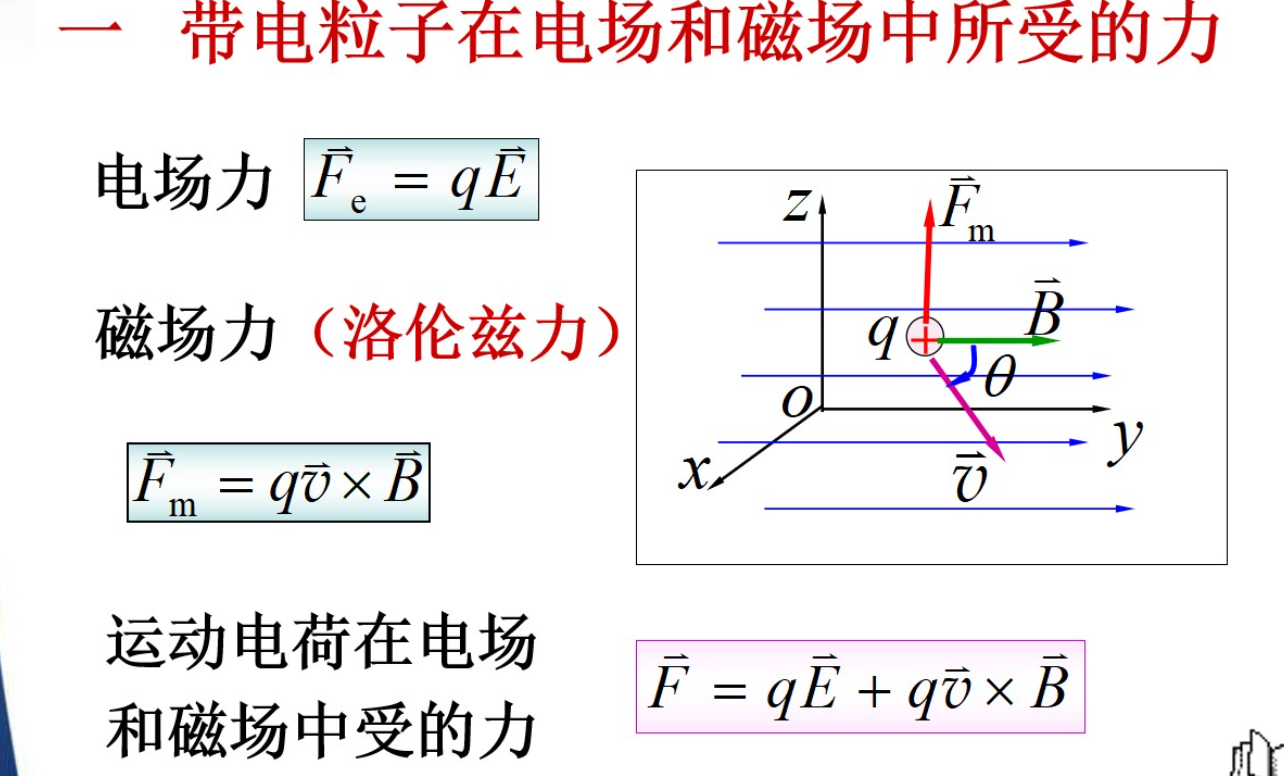 一 带电粒子在电场和磁场中所受的力
电场力 $\vec{F}_{\mathrm{e}} = q\vec{E}$
磁场力（洛伦兹力）
$\vec{F}_{\mathrm{m}} = q\vec{v} \times \vec{B}$
z
$\vec{F}_{\mathrm{m}}$
$\vec{B}$
q
+
θ
o
y
x
$\vec{v}$
运动电荷在电场
和磁场中受的力
$\vec{F} = q\vec{E} + q\vec{v} \times \vec{B}$